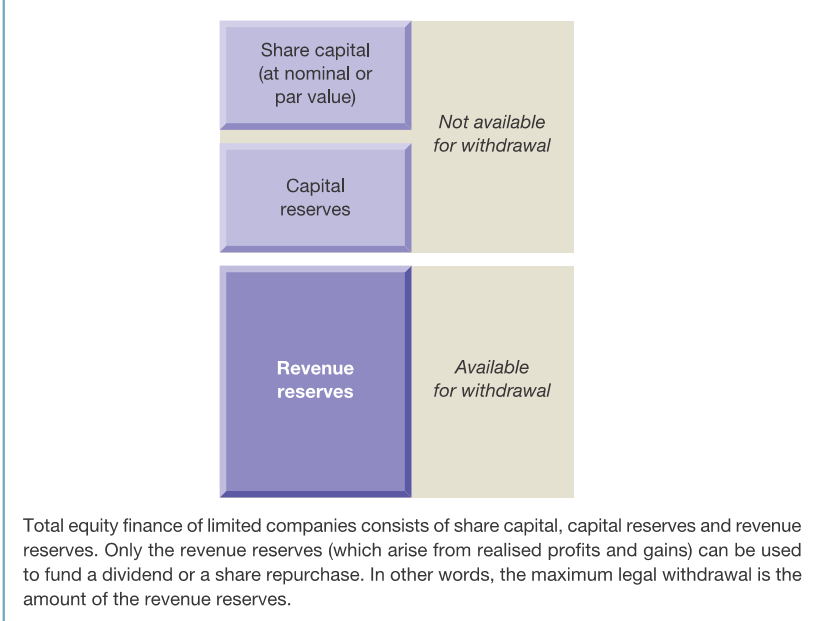 Share capital
(at nominal or
par value)
Not available
for withdrawal
Capital
reserves
Revenue
reserves
Available
for withdrawal
Total equity finance of limited companies consists of share capital, capital reserves and revenue
reserves. Only the revenue reserves (which arise from realised profits and gains) can be used
to fund a dividend or a share repurchase. In other words, the maximum legal withdrawal is the
amount of the revenue reserves.